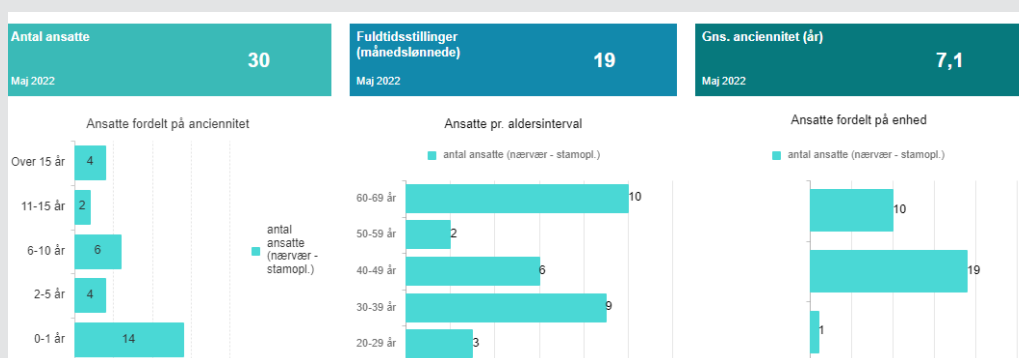 Antal ansatte
30
Maj 2022
Fuldtidsstillinger
(månedslønnede)
19
Maj 2022
Gns. anciennitet (år)
7,1
Maj 2022
Ansatte fordelt på anciennitet
Over 15 år
4
11-15 år
2
6-10 år
6
2-5 år
4
0-1 år
14
antal
ansatte
(nærvær -
stamopl.)
Ansatte pr. aldersinterval
antal ansatte (nærvær - stamopl.)
60-69 år
10
50-59 år
2
40-49 år
6
30-39 år
9
20-29 år
3
Ansatte fordelt på enhed
antal ansatte (nærvær - stamopl.)
10
19
1